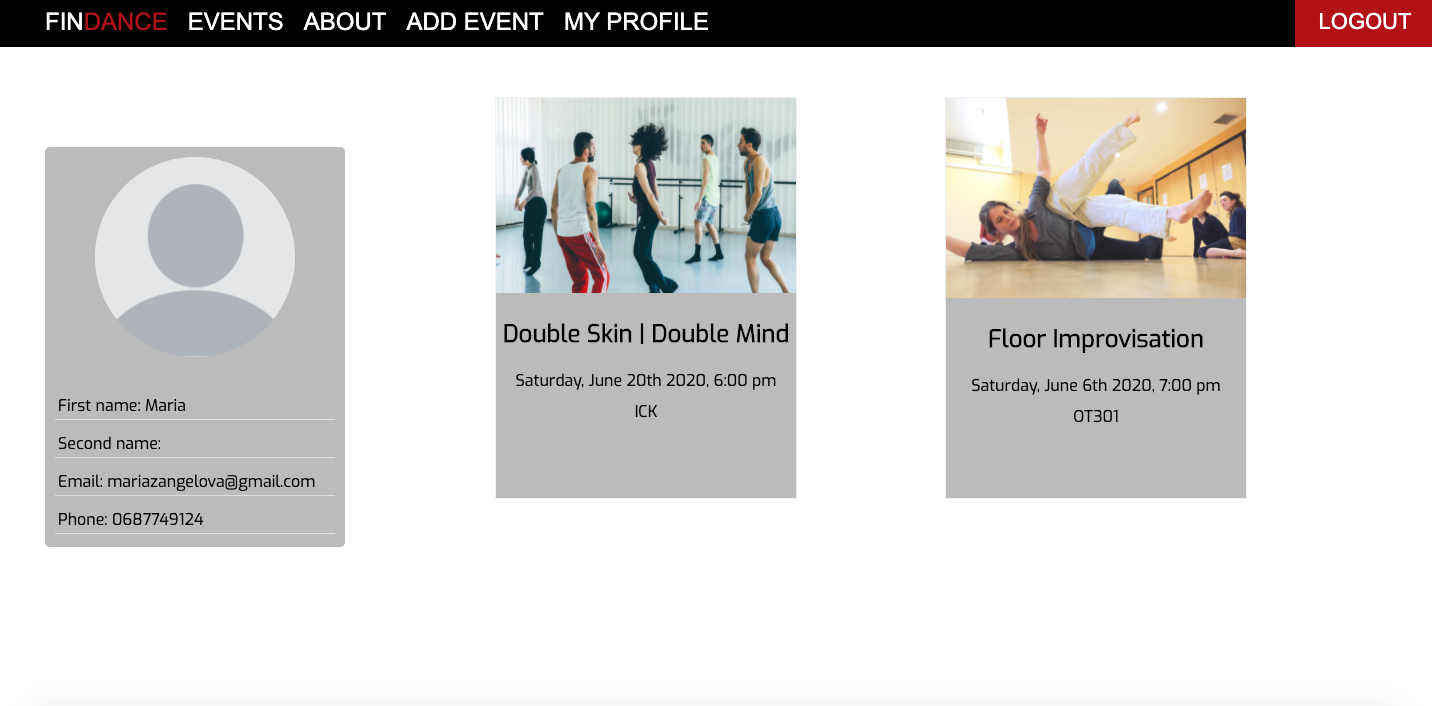 FINDANCE EVENTS ABOUT ADD EVENT MY PROFILE LOGOUT
First name: Maria
Second name:
Email: mariazangelova@gmail.com
Phone: 0687749124
Double Skin | Double Mind
Saturday, June 20th 2020, 6:00 pm
ICK
Floor Improvisation
Saturday, June 6th 2020, 7:00 pm
OT301